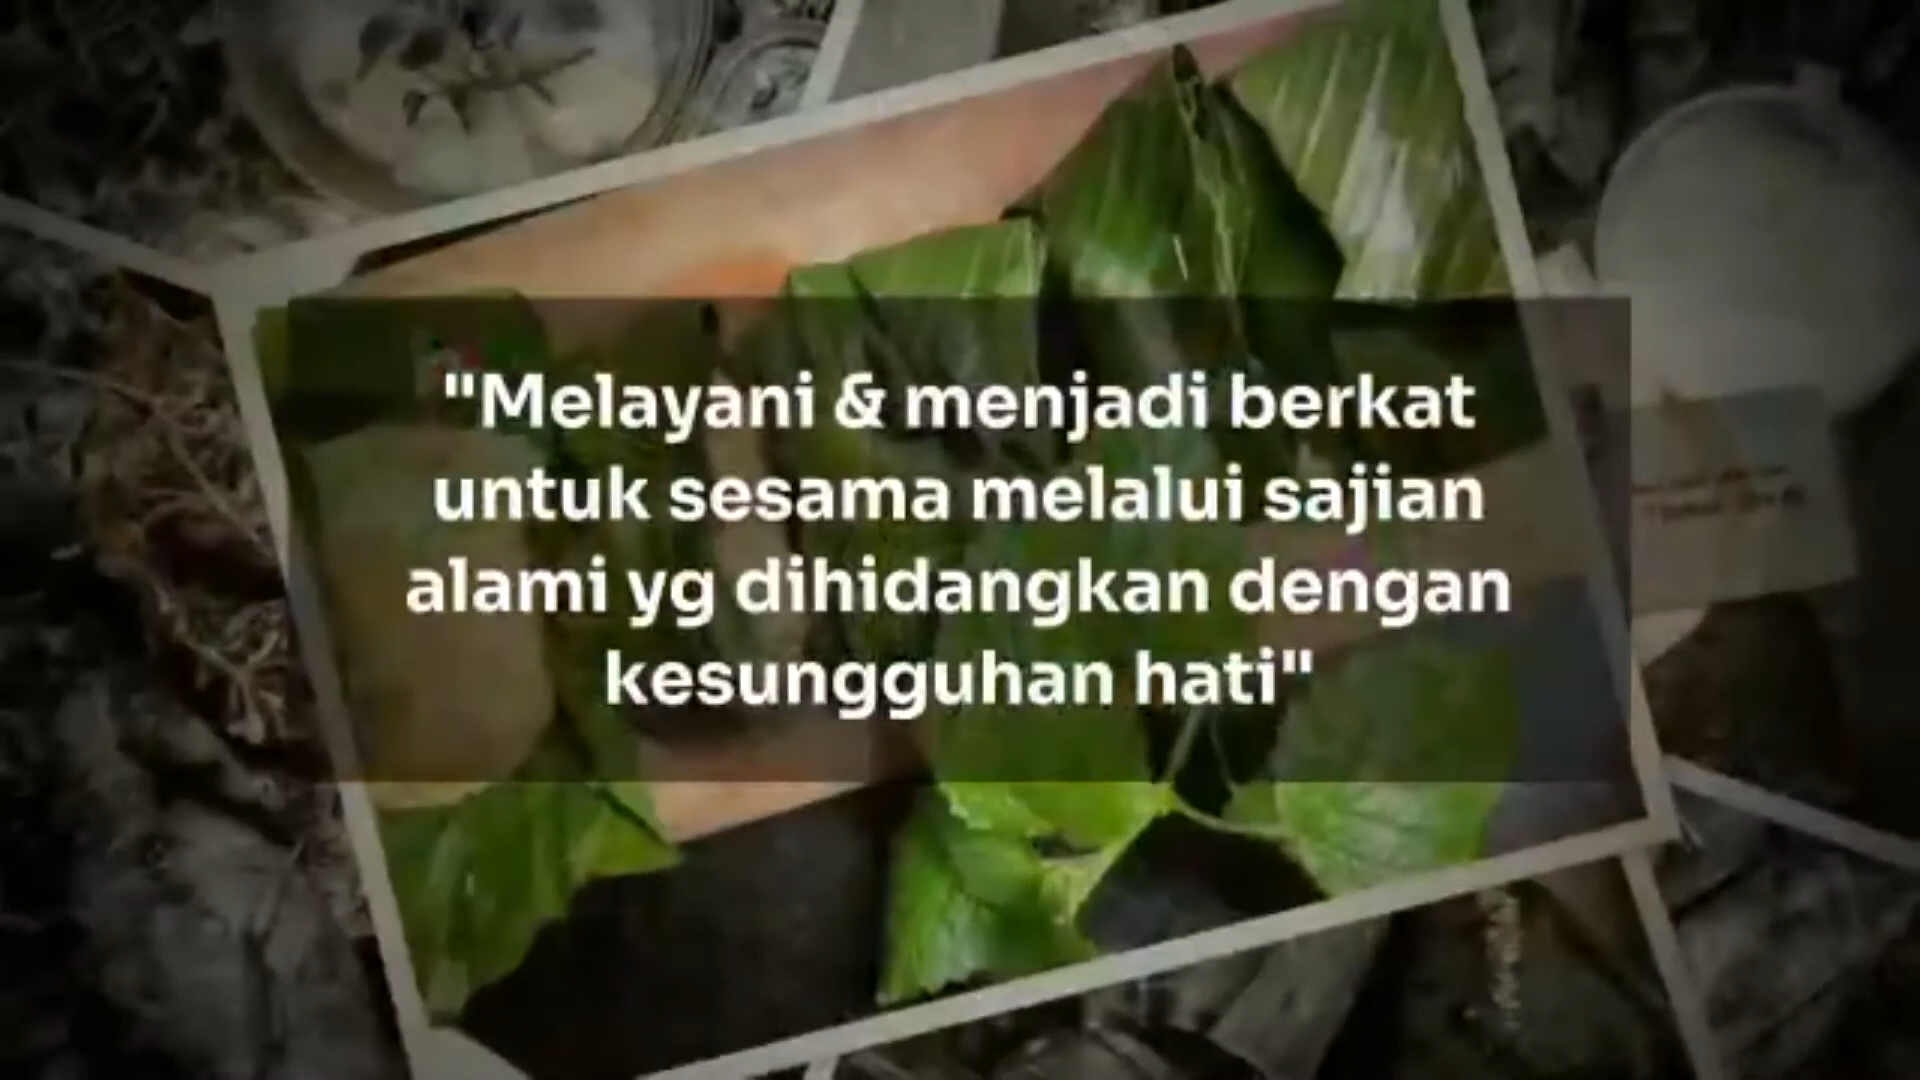 "Melayani & menjadi berkat
untuk sesama melalui sajian
alami yg dihidangkan dengan
kesungguhan hati"